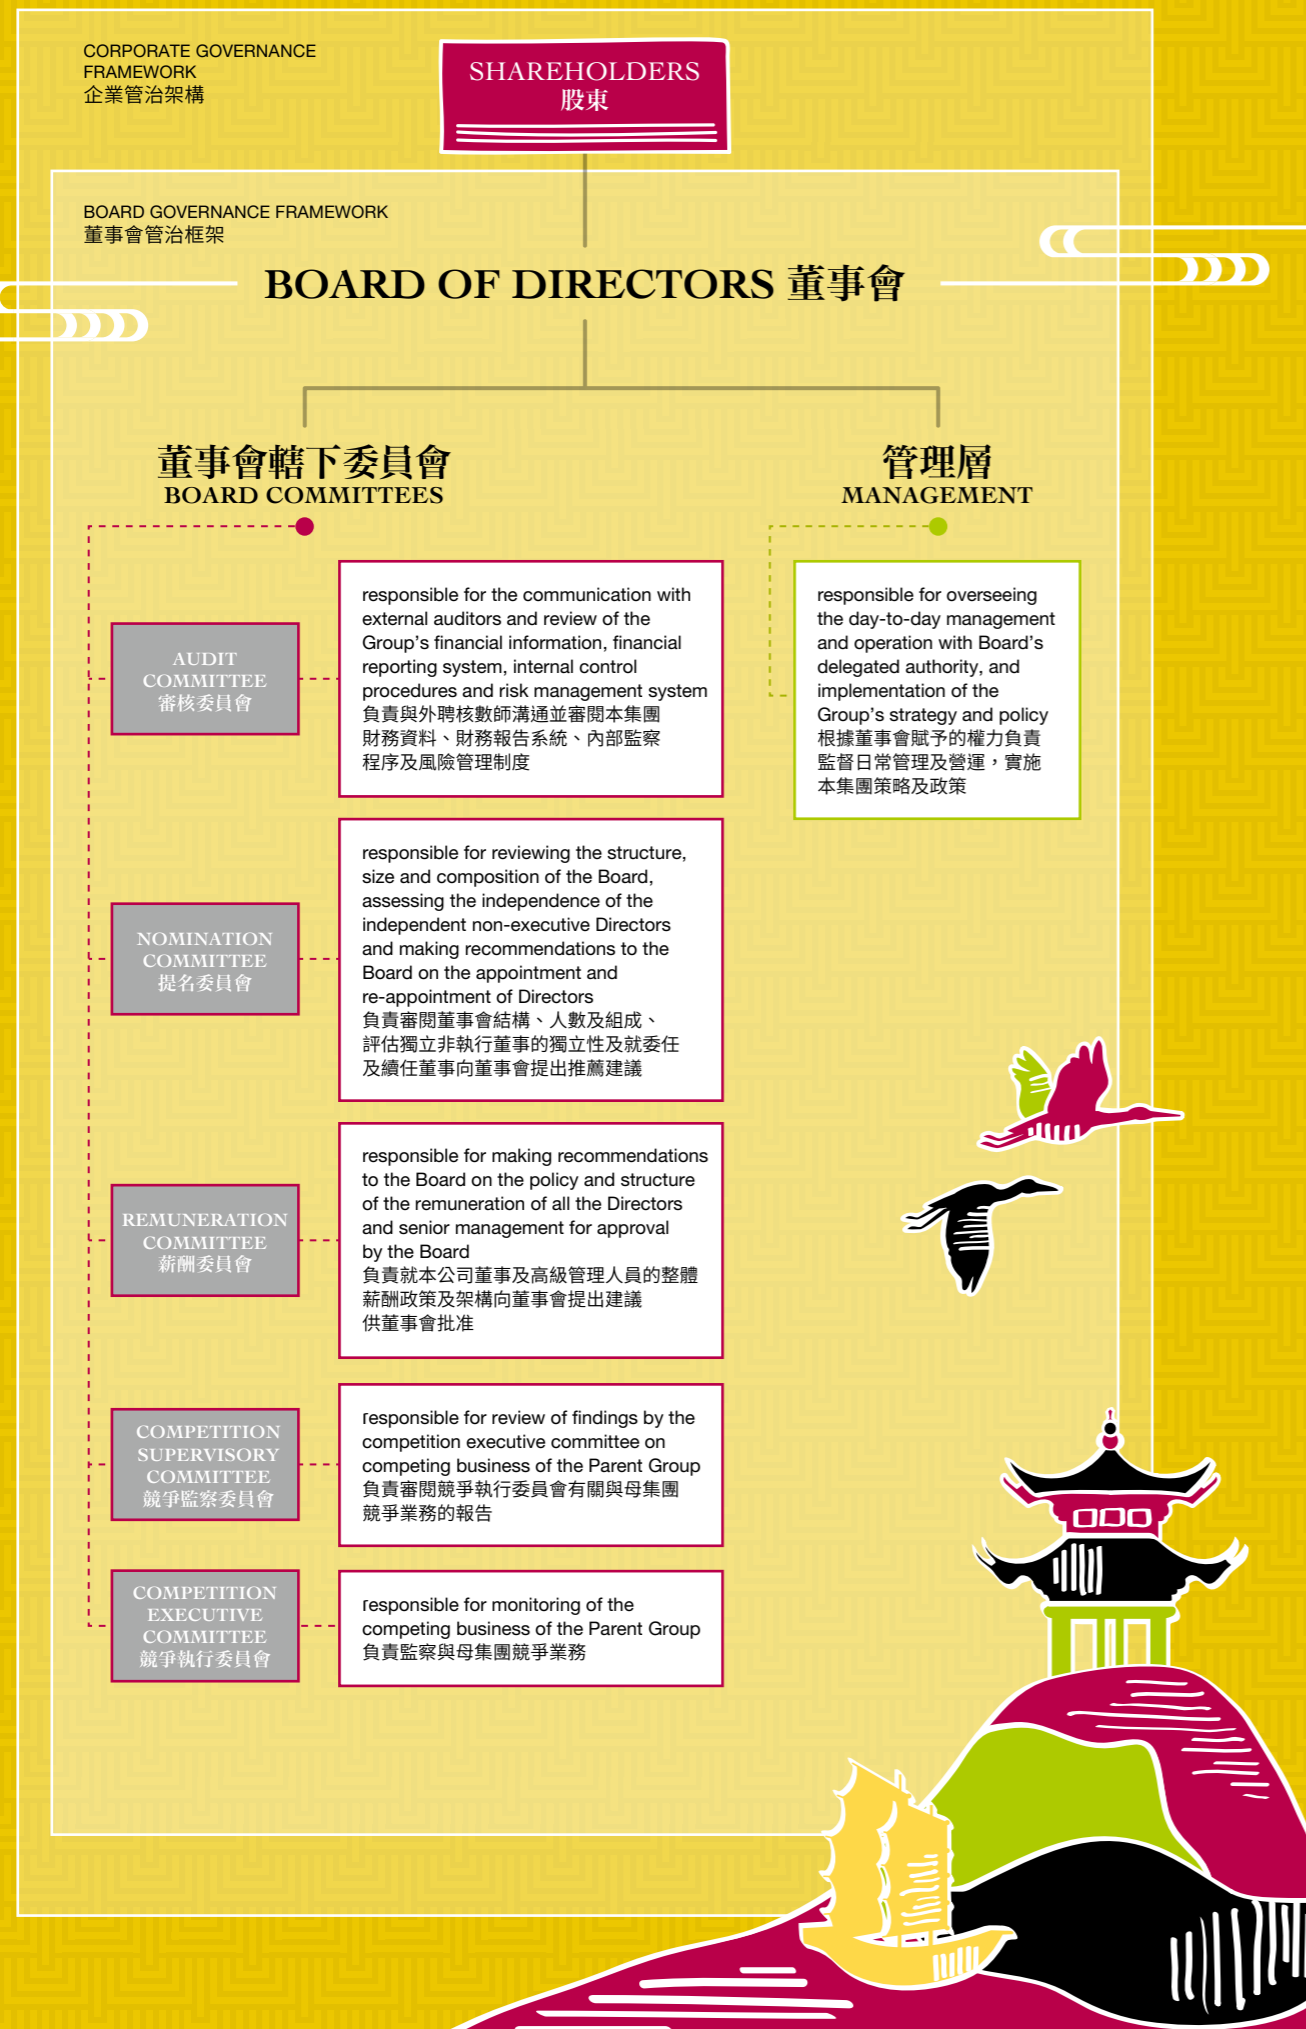 CORPORATE GOVERNANCE
FRAMEWORK
企業管治架構
SHAREHOLDERS
股東
BOARD GOVERNANCE FRAMEWORK
董事會管治框架
BOARD OF DIRECTORS 董事會
董事會轄下委員會
BOARD COMMITTEES
AUDIT
COMMITTEE
審核委員會
responsible for the communication with
external auditors and review of the
Group's financial information, financial
reporting system, internal control
procedures and risk management system
負責與外聘核數師溝通並審閱本集團
財務資料、財務報告系統、內部監察
程序及風險管理制度
NOMINATION
COMMITTEE
提名委員會
responsible for reviewing the structure,
size and composition of the Board,
assessing the independence of the
independent non-executive Directors
and making recommendations to the
Board on the appointment and
re-appointment of Directors
負責審閱董事會結構、人數及組成、
評估獨立非執行董事的獨立性及就委任
及續任董事向董事會提出推薦建議
REMUNERATION
COMMITTEE
薪酬委員會
responsible for making recommendations
to the Board on the policy and structure
of the remuneration of all the Directors
and senior management for approval
by the Board
負責就本公司董事及高級管理人員的整體
薪酬政策及架構向董事會提出建議
供董事會批准
COMPETITION
SUPERVISORY
COMMITTEE
競爭監察委員會
responsible for review of findings by the
competition executive committee on
competing business of the Parent Group
負責審閱競爭執行委員會有關與母集團
競爭業務的報告
COMPETITION
EXECUTIVE
COMMITTEE
競爭執行委員會
responsible for monitoring of the
competing business of the Parent Group
負責監察與母集團競爭業務
管理層
MANAGEMENT
responsible for overseeing
the day-to-day management
and operation with Board's
delegated authority, and
implementation of the
Group's strategy and policy
根據董事會賦予的權力負責
監督日常管理及營運，實施
本集團策略及政策